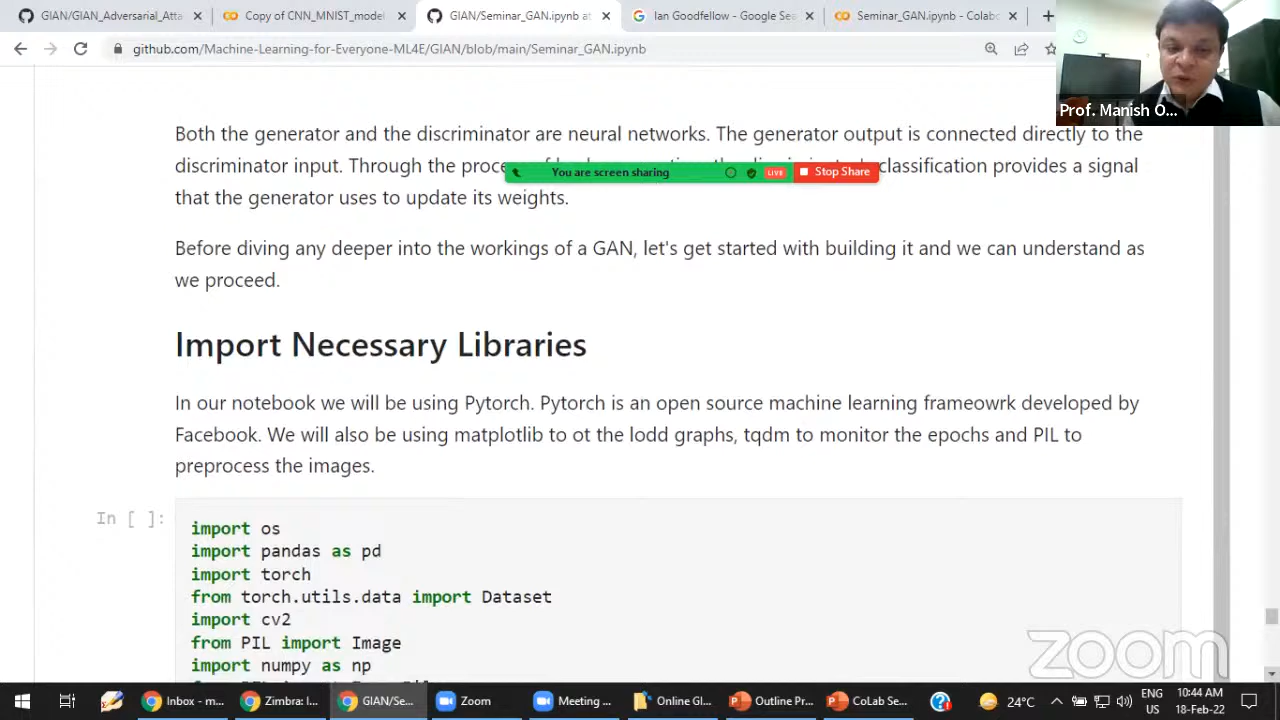 GIAN/GIAN_Adversarial_Atta
Copy of CNN_MNIST_model
GIAN/Seminar_GAN.ipynb at
Ian Goodfellow - Google Sea
Seminar_GAN.ipynb - Colab
github.com/Machine-Learning-for-Everyone-ML4E/GIAN/blob/main/Seminar_GAN.ipynb
Prof. Manish O...
Both the generator and the discriminator are neural networks. The generator output is connected directly to the
discriminator input. Through the classification provides a signal
You are screen sharing
LIVE
Stop Share
that the generator uses to update its weights.
Before diving any deeper into the workings of a GAN, let's get started with building it and we can understand as
we proceed.
Import Necessary Libraries
In our notebook we will be using Pytorch. Pytorch is an open source machine learning frameowrk developed by
Facebook. We will also be using matplotlib to ot the lodd graphs, tqdm to monitor the epochs and PIL to
preprocess the images.
In [ ]:
import os
import pandas as pd
import torch
from torch.utils.data import Dataset
import cv2
from PIL import Image
import numpy as np
zoom
Inbox - m...
Zimbra: I...
GIAN/Se...
Zoom
Meeting ...
Online GI...
Outline Pr...
CoLab Se...
24°C
ENG
US
10:44 AM
18-Feb-22